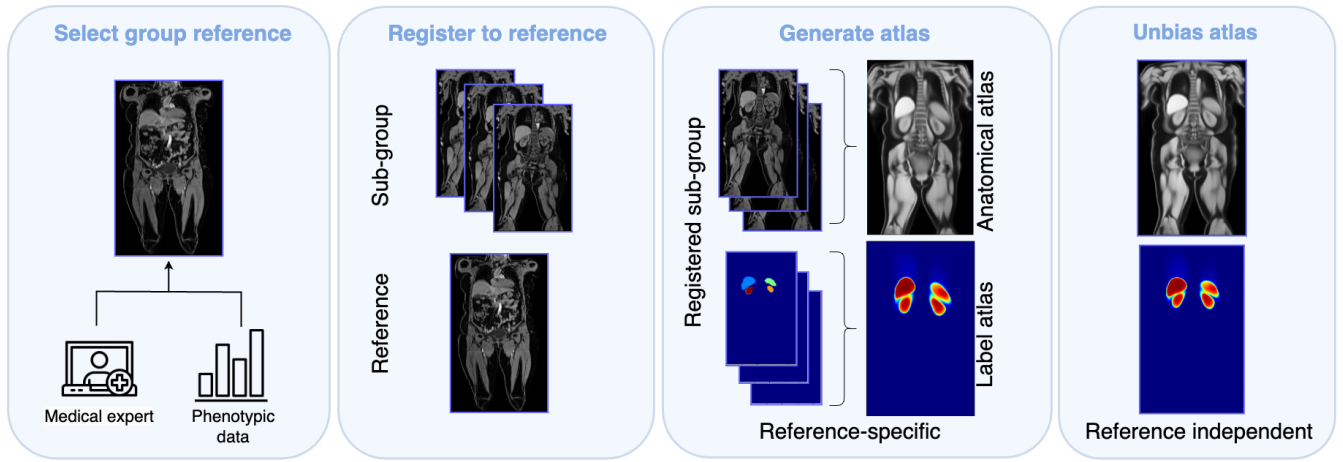 Select group reference
Medical expert
Phenotypic
data
Register to reference
Sub-group
Reference
Generate atlas
Registered sub-group
Anatomical atlas
Label atlas
Reference-specific
Unbias atlas
Reference independent